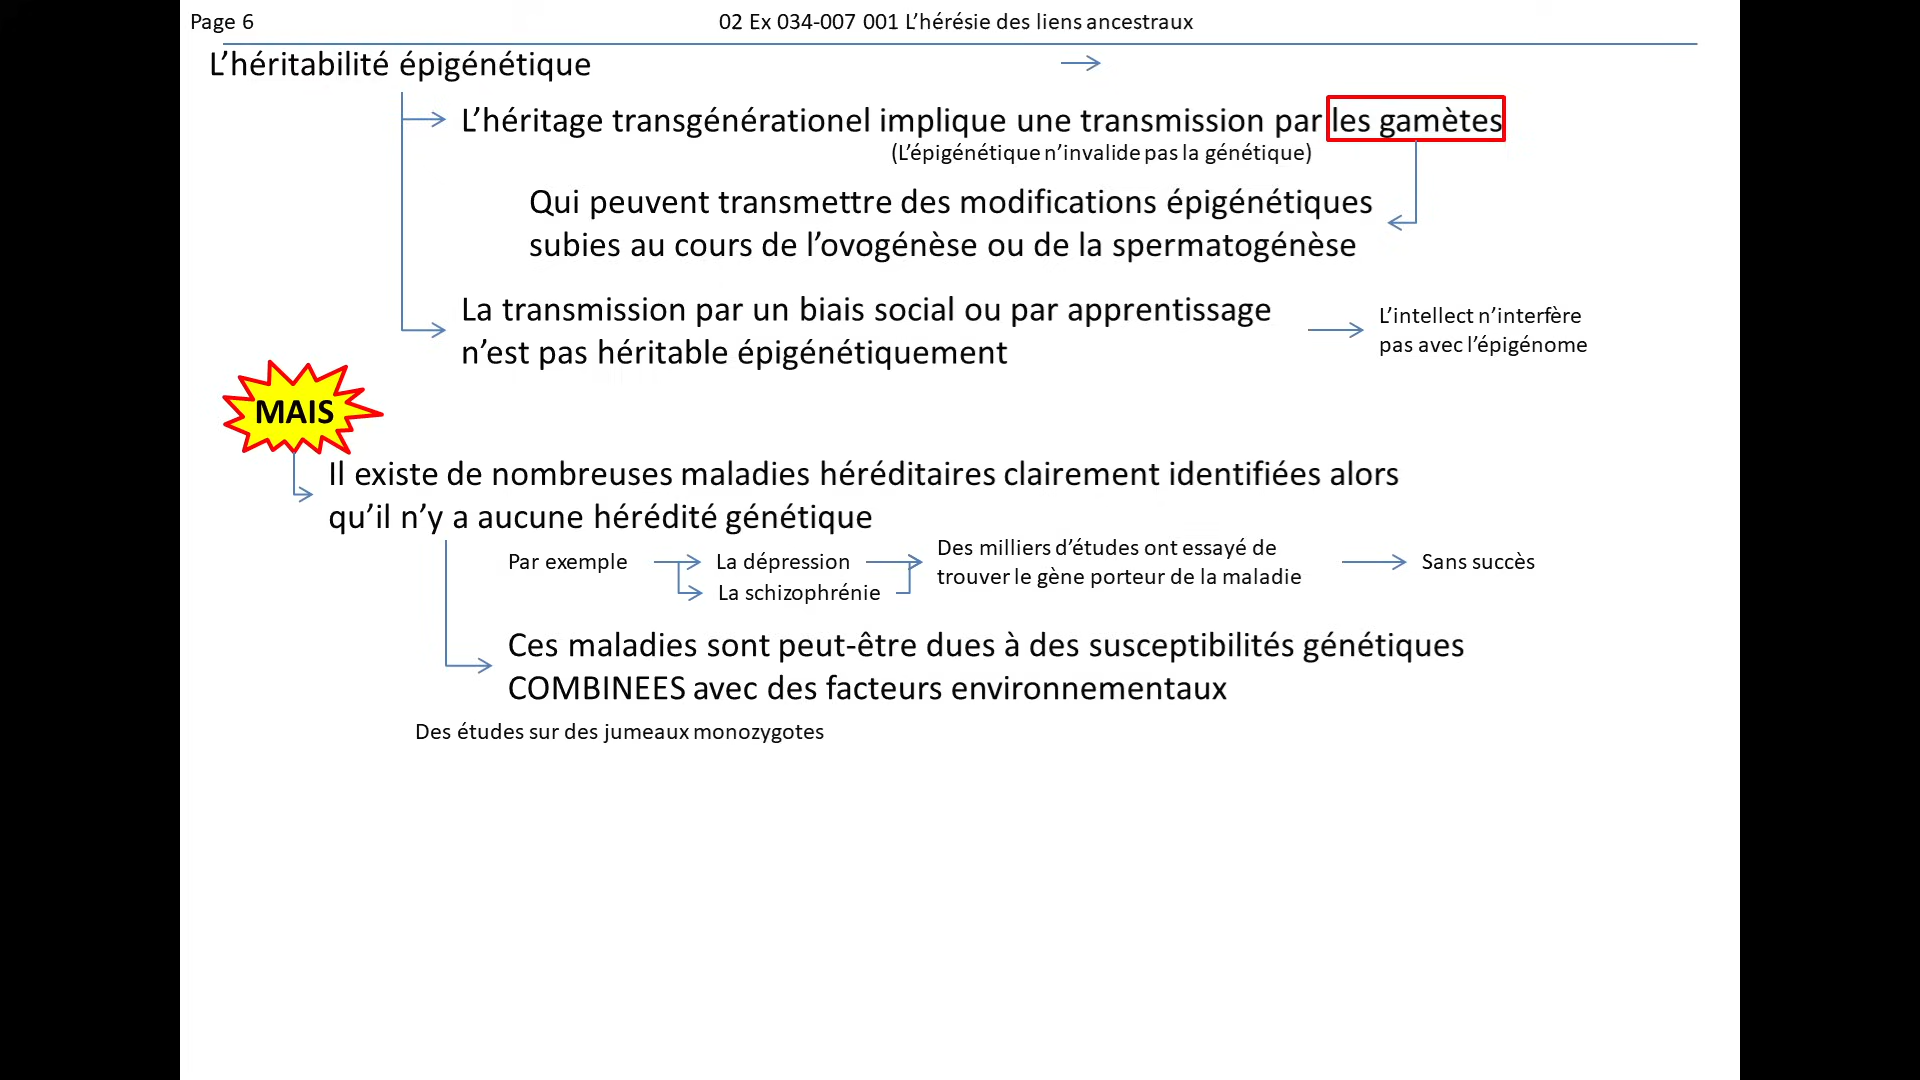 Page 6
02 Ex 034-007 001 L’hérésie des liens ancestraux
L’héritabilité épigénétique
L’héritage transgénérationel implique une transmission par les gamètes
(L’épigénétique n’invalide pas la génétique)
Qui peuvent transmettre des modifications épigénétiques
subies au cours de l’ovogénèse ou de la spermatogénèse
La transmission par un biais social ou par apprentissage
n’est pas héritable épigénétiquement
L’intellect n’interfère
pas avec l’épigénome
MAIS
Il existe de nombreuses maladies héréditaires clairement identifiées alors
qu’il n’y a aucune hérédité génétique
Par exemple
La dépression
La schizophrénie
Des milliers d’études ont essayé de
trouver le gène porteur de la maladie
Sans succès
Ces maladies sont peut-être dues à des susceptibilités génétiques
COMBINEES avec des facteurs environnementaux
Des études sur des jumeaux monozygotes